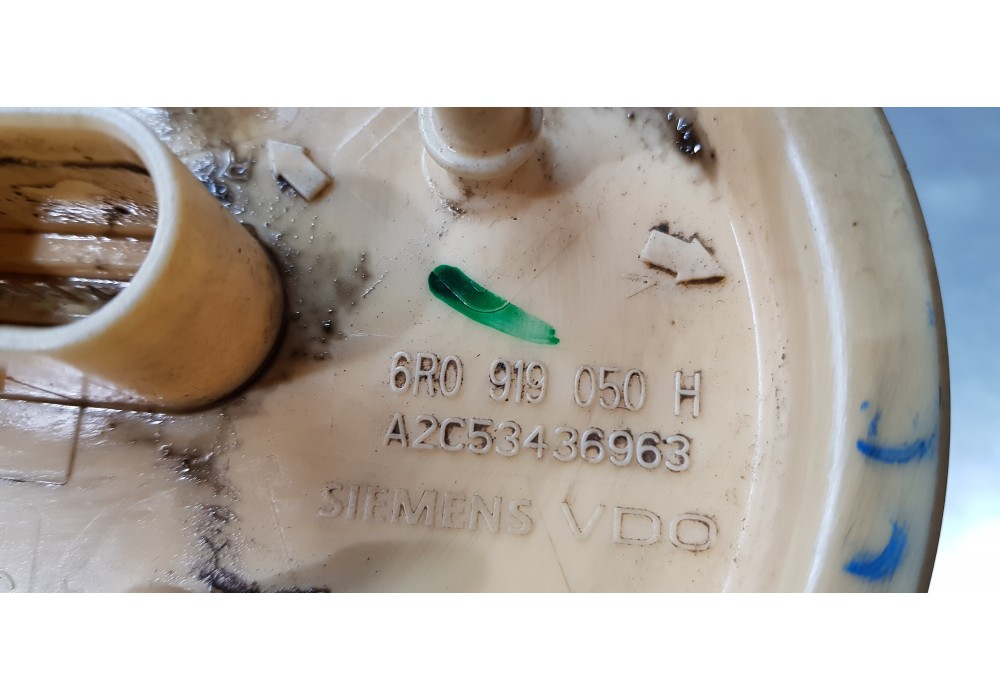 6R0 919 050 H
A2C53436963
SIEMENS VDO